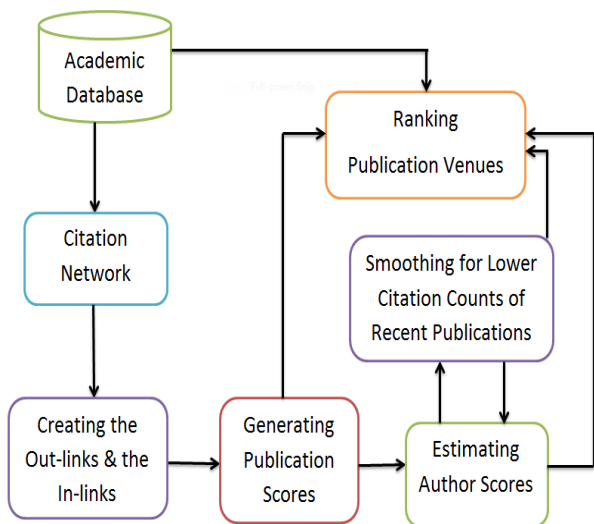 Academic
Database
Ranking
Publication Venues
Citation
Network
Smoothing for Lower
Citation Counts of
Recent Publications
Creating the
Out-links & the
In-links
Generating
Publication
Scores
Estimating
Author Scores